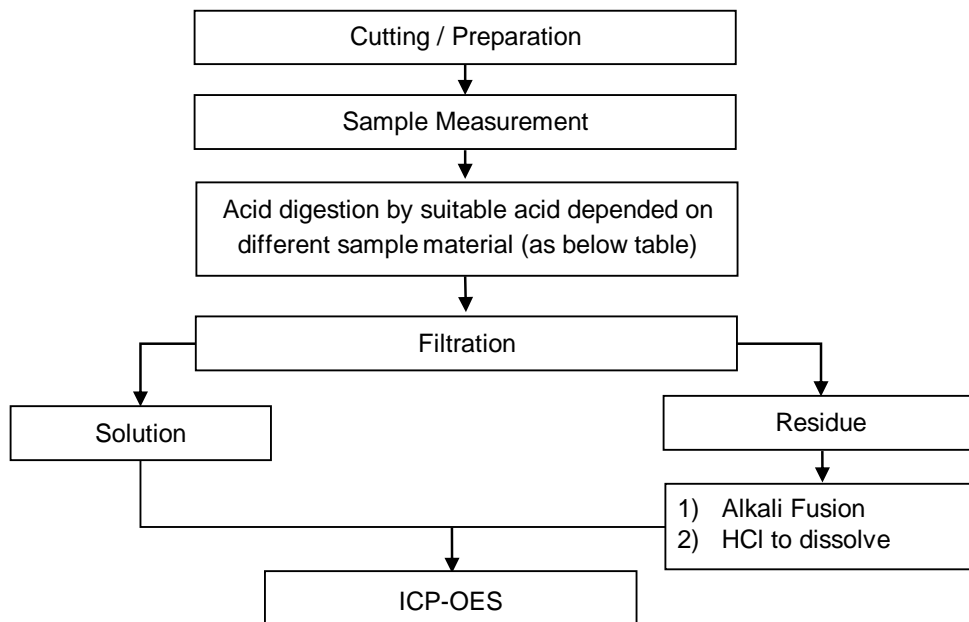 Cutting / Preparation
Sample Measurement
Acid digestion by suitable acid depended on
different sample material (as below table)
Filtration
Solution
Residue
1) Alkali Fusion
2) HCl to dissolve
ICP-OES